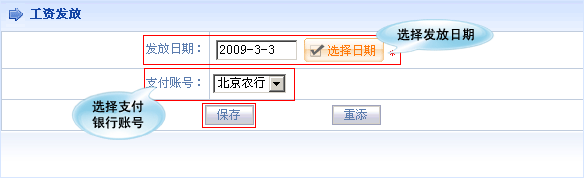 工资发放
选择发放日期
发放日期： 2009-3-3 选择日期 *
支付账号： 北京农行
选择支付
银行账号
保存 重添